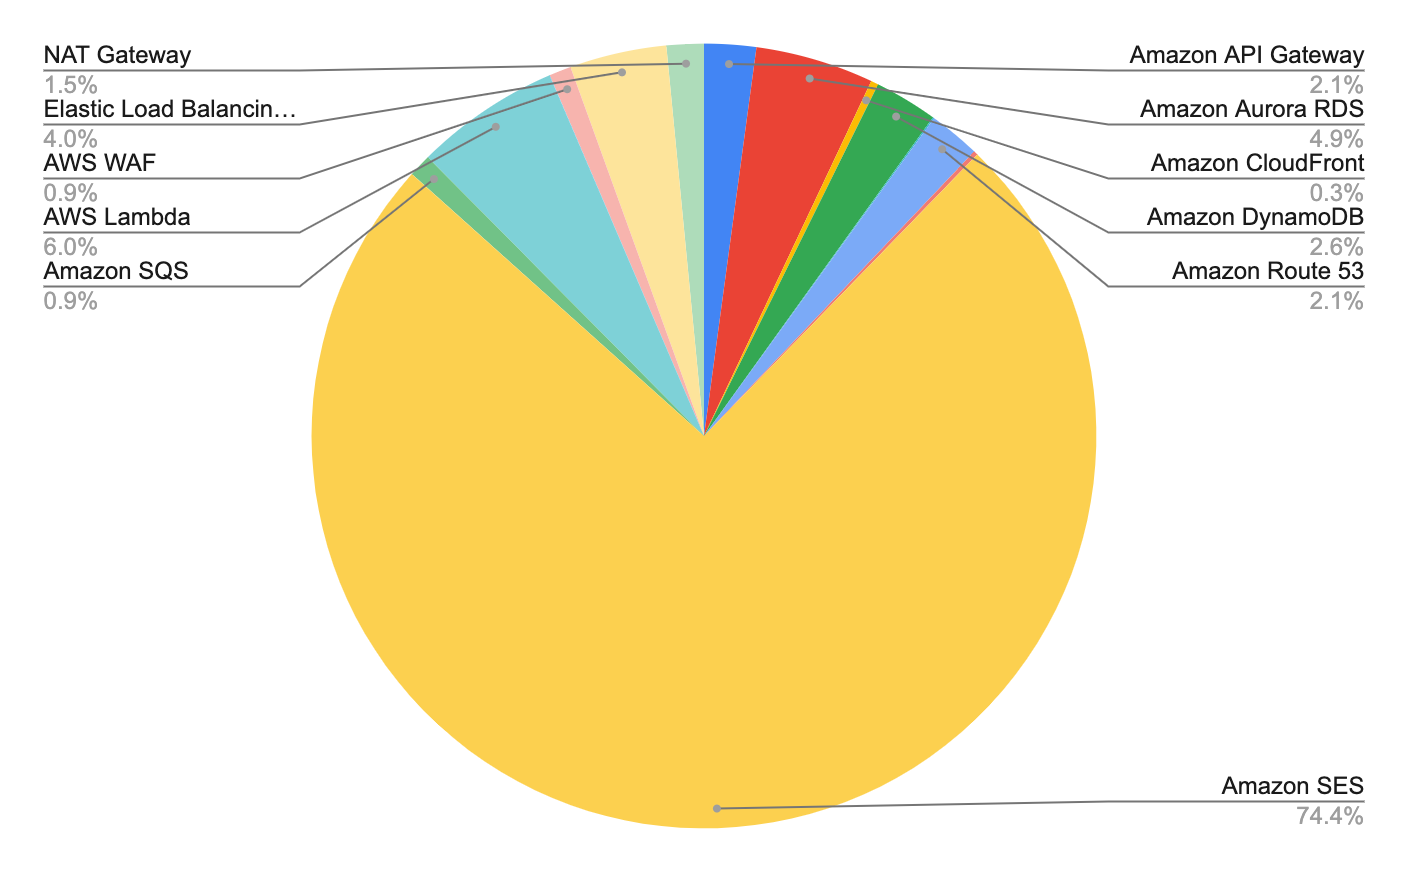 NAT Gateway
1.5%
Elastic Load Balancin…
4.0%
AWS WAF
0.9%
AWS Lambda
6.0%
Amazon SQS
0.9%
Amazon API Gateway
2.1%
Amazon Aurora RDS
4.9%
Amazon CloudFront
0.3%
Amazon DynamoDB
2.6%
Amazon Route 53
2.1%
Amazon SES
74.4%